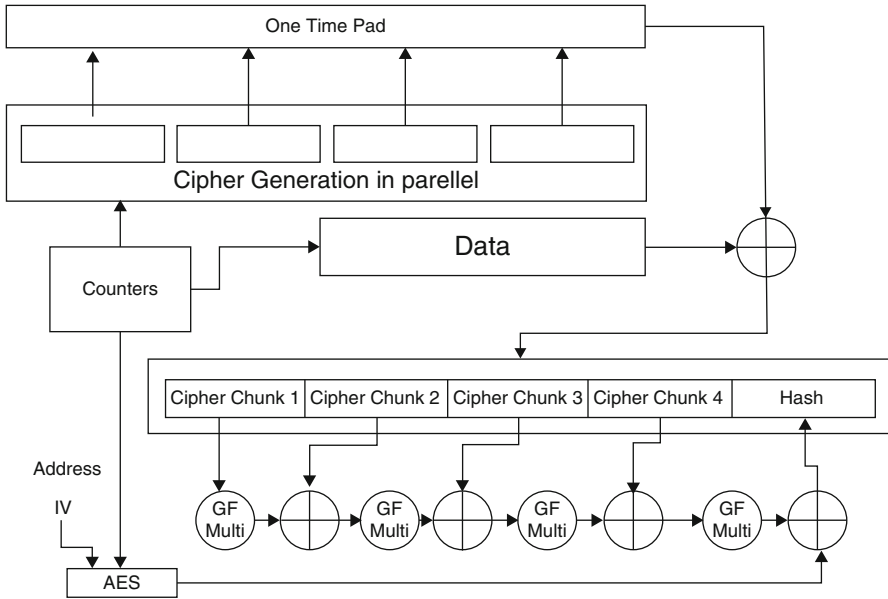 One Time Pad
Cipher Generation in parellel
Data
Counters
Cipher Chunk 1
Cipher Chunk 2
Cipher Chunk 3
Cipher Chunk 4
Hash
Address
IV
GF
Multi
GF
Multi
GF
Multi
GF
Multi
AES